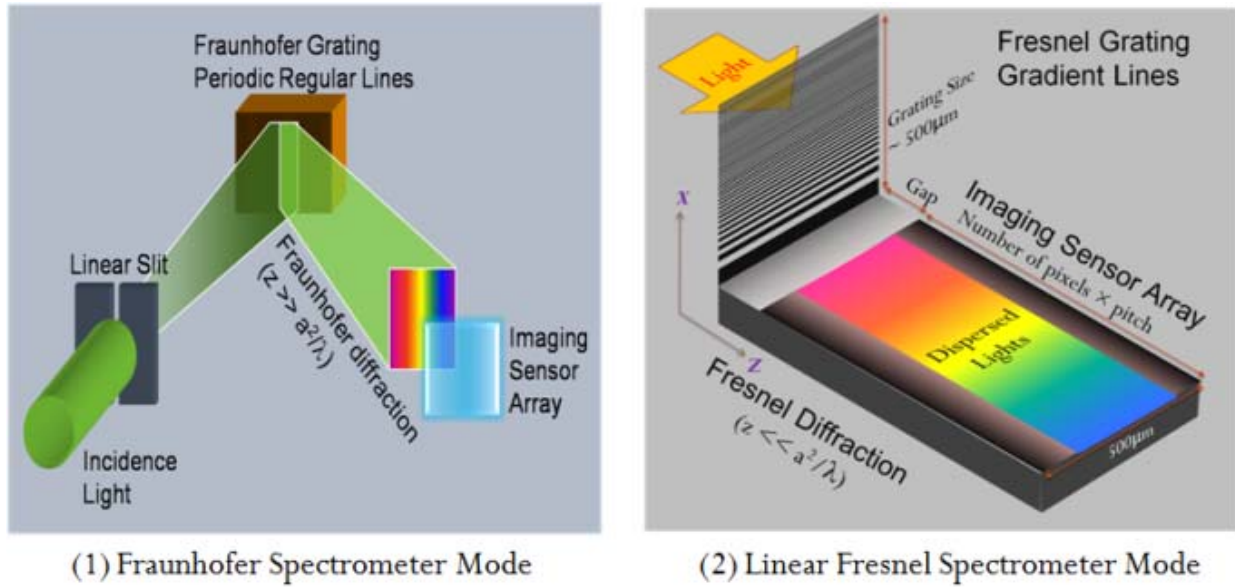 Fraunhofer Grating
Periodic Regular Lines
Linear Slit
Incidence
Light
Fraunhofer diffraction
(z >> a²/λ)
Imaging
Sensor
Array
(1) Fraunhofer Spectrometer Mode
Light
Fresnel Grating
Gradient Lines
Grating Size
~ 500µm
Gap
Imaging Sensor Array
Number of pixels × pitch
x
z
Dispersed
Lights
Fresnel Diffraction
(z << a²/λ)
500µm
(2) Linear Fresnel Spectrometer Mode